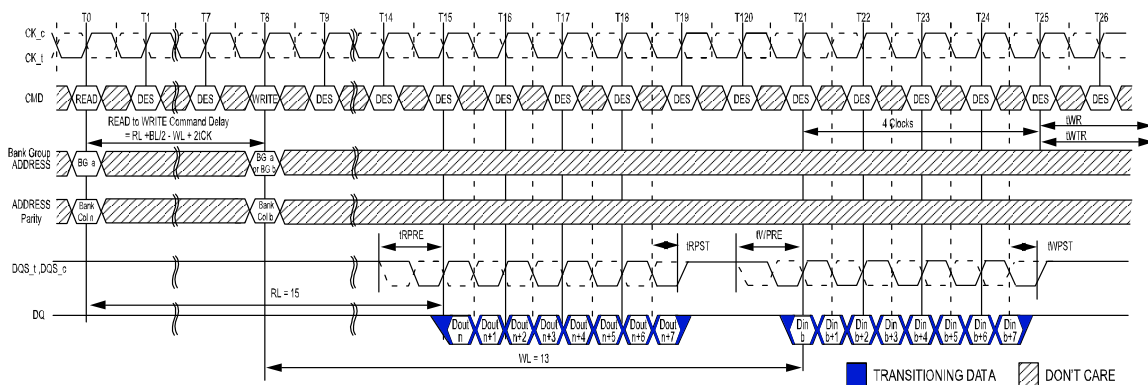 T0 T1 T7 T8 T9 T14 T15 T16 T17 T18 T19 T120 T21 T22 T23 T24 T25 T26
CK_c
CK_t
CMD READ DES DES WRITE DES DES DES DES DES DES DES DES DES DES DES DES DES DES
READ to WRITE Command Delay
= RL +BL/2 - WL + 2tCK
4 Clocks
tWR
tWTR
Bank Group
ADDRESS
BG a
BG a
or BG b
ADDRESS
Parity
Bank
Col n
Bank
Col b
tRPRE tRPST tWPRE tWPST
DQS_t ,DQS_c
RL = 15
DQ
Dout Dout Dout Dout Dout Dout Dout Dout Din Din Din Din Din Din Din Din
n n+1 n+2 n+3 n+4 n+5 n+6 n+7 b b+1 b+2 b+3 b+4 b+5 b+6 b+7
WL = 13
TRANSITIONING DATA DON'T CARE